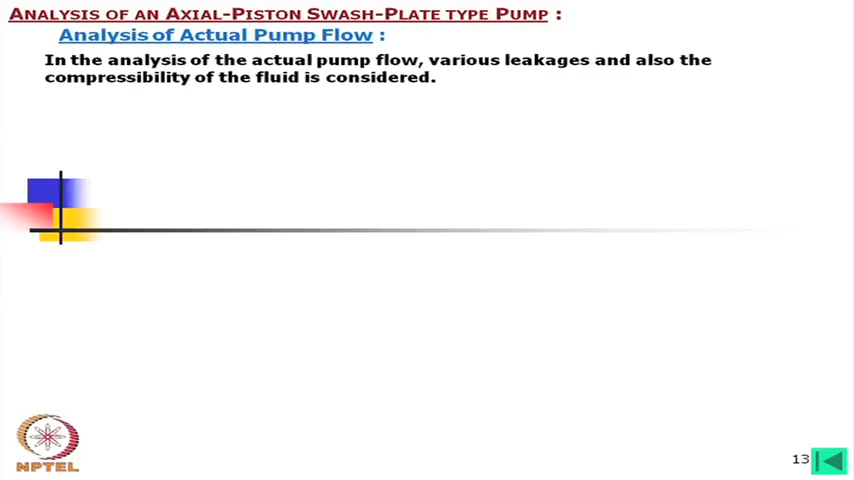 ANALYSIS OF AN AXIAL-PISTON SWASH-PLATE TYPE PUMP :
Analysis of Actual Pump Flow :
In the analysis of the actual pump flow, various leakages and also the
compressibility of the fluid is considered.
NPTEL
13